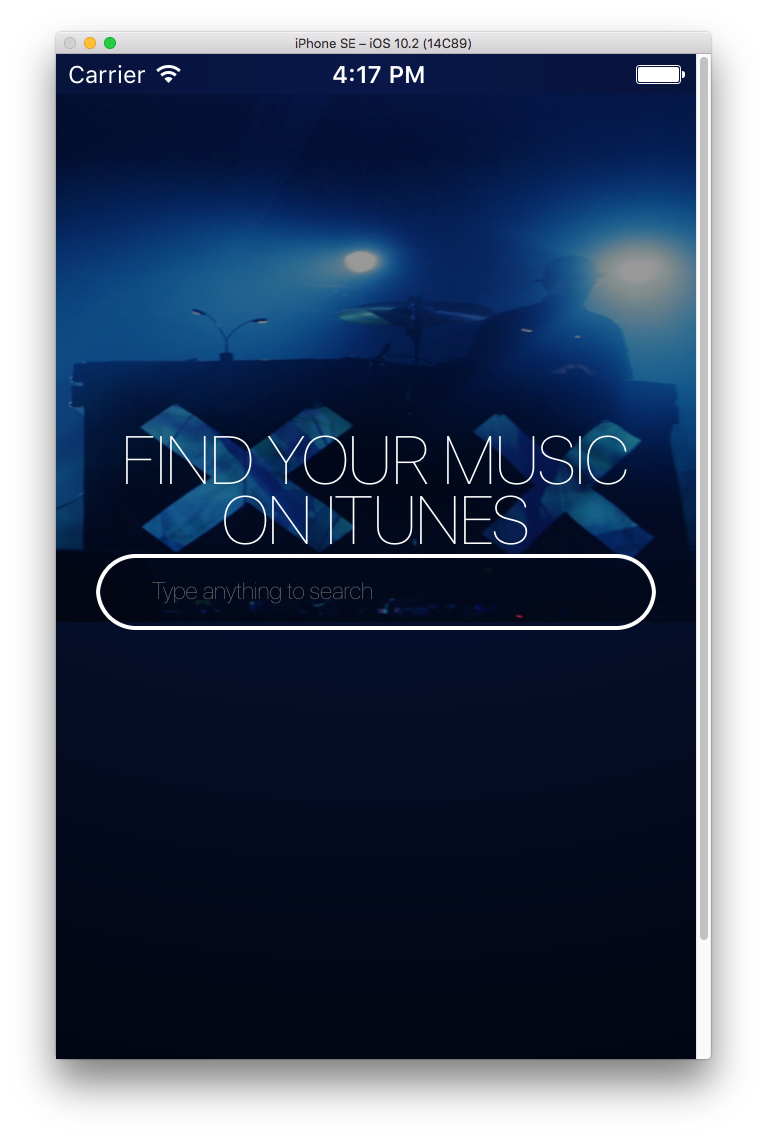 iPhone SE – iOS 10.2 (14C89)
Carrier 4:17 PM
FIND YOUR MUSIC
ON ITUNES
Type anything to search